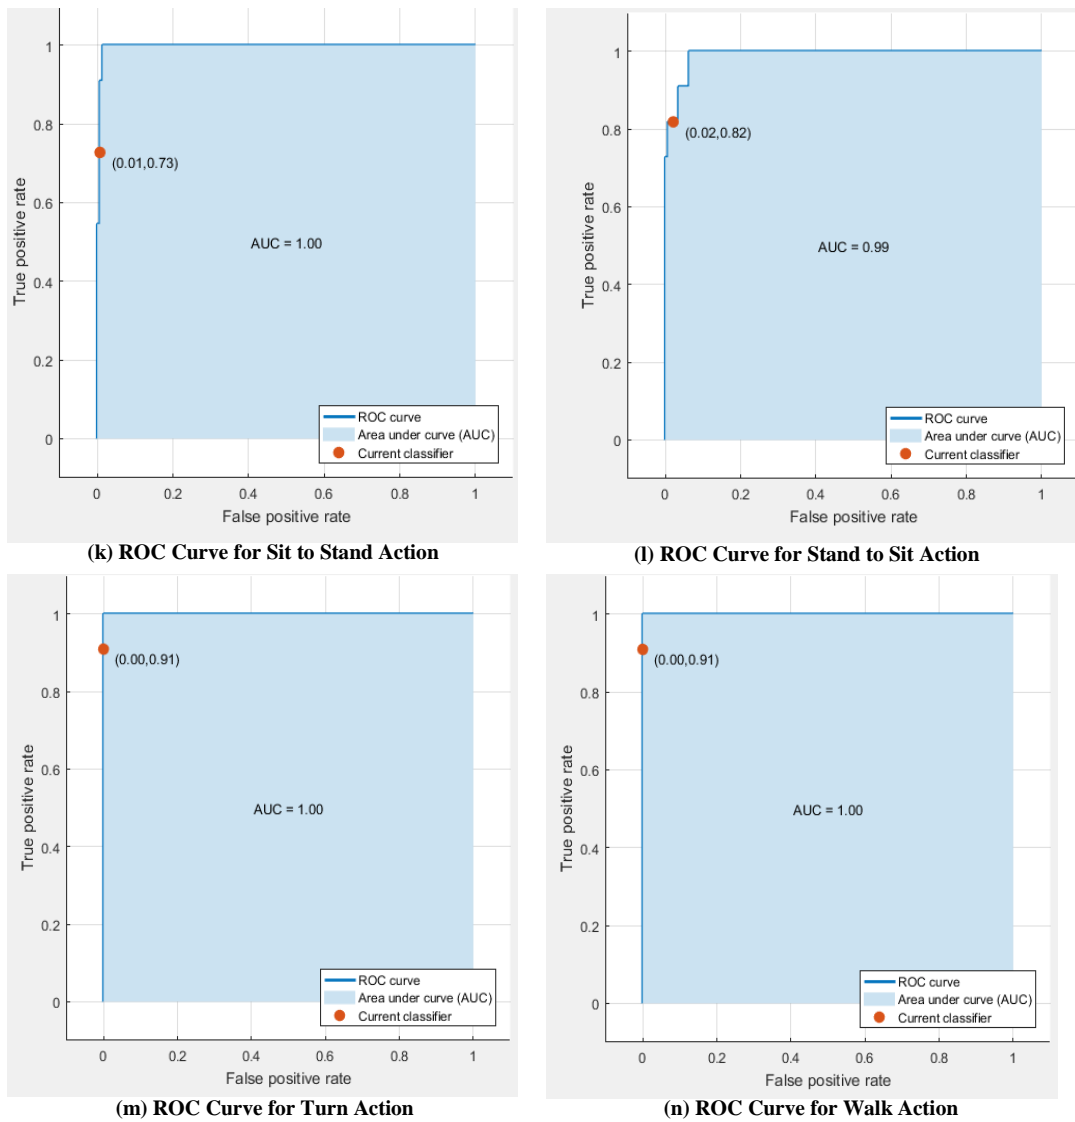 1
0.8
0.6
0.4
0.2
0
True positive rate
(0.01,0.73)
AUC = 1.00
ROC curve
Area under curve (AUC)
Current classifier
0 0.2 0.4 0.6 0.8 1
False positive rate
(k) ROC Curve for Sit to Stand Action
1
0.8
0.6
0.4
0.2
0
True positive rate
(0.02,0.82)
AUC = 0.99
ROC curve
Area under curve (AUC)
Current classifier
0 0.2 0.4 0.6 0.8 1
False positive rate
(l) ROC Curve for Stand to Sit Action
1
0.8
0.6
0.4
0.2
0
True positive rate
(0.00,0.91)
AUC = 1.00
ROC curve
Area under curve (AUC)
Current classifier
0 0.2 0.4 0.6 0.8 1
False positive rate
(m) ROC Curve for Turn Action
1
0.8
0.6
0.4
0.2
0
True positive rate
(0.00,0.91)
AUC = 1.00
ROC curve
Area under curve (AUC)
Current classifier
0 0.2 0.4 0.6 0.8 1
False positive rate
(n) ROC Curve for Walk Action